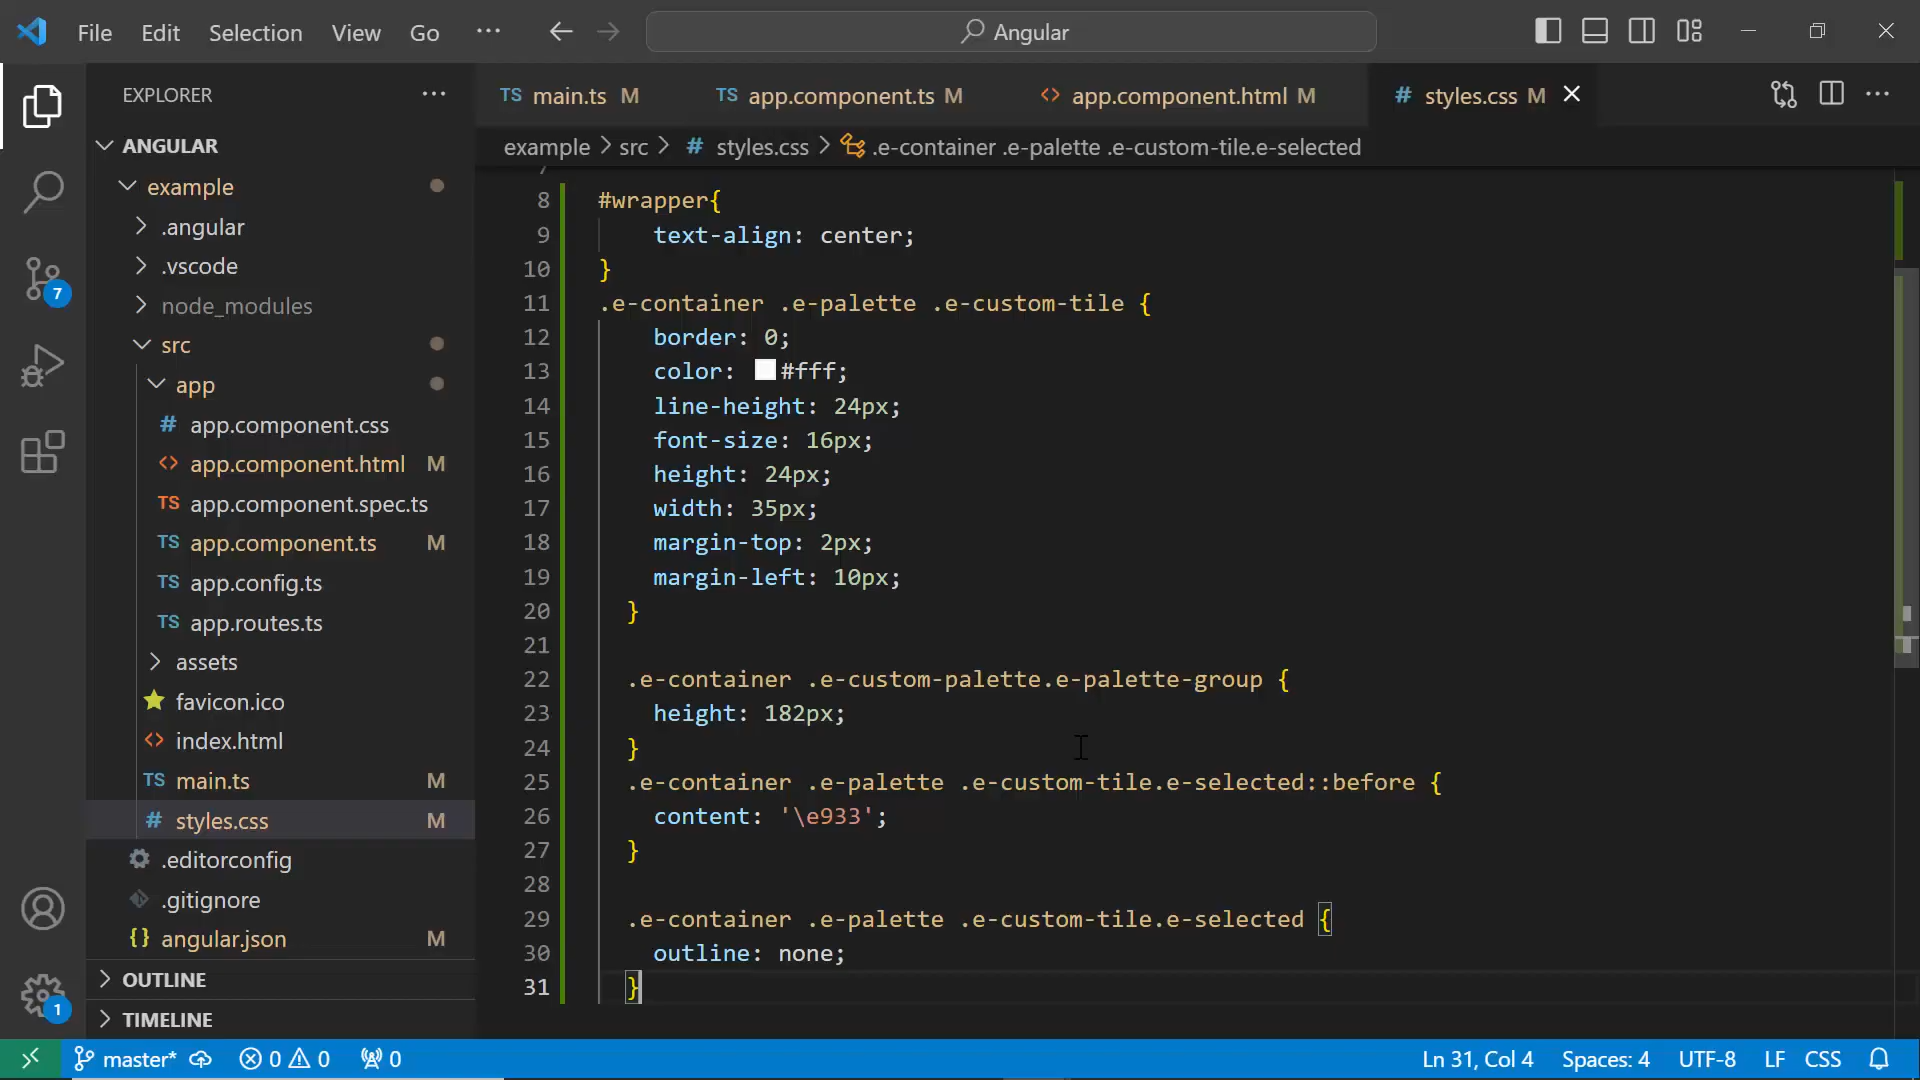 File Edit Selection View Go ··· Angular
EXPLORER ···
TS main.ts M TS app.component.ts M <> app.component.html M # styles.css M
example > src > # styles.css > .e-container .e-palette .e-custom-tile.e-selected
ANGULAR
example
.angular
.vscode
node_modules
src
app
# app.component.css
<> app.component.html M
TS app.component.spec.ts
TS app.component.ts M
TS app.config.ts
TS app.routes.ts
assets
favicon.ico
<> index.html
TS main.ts M
# styles.css M
.editorconfig
.gitignore
{} angular.json M
OUTLINE
TIMELINE
7
1
8 #wrapper{
9 text-align: center;
10 }
11 .e-container .e-palette .e-custom-tile {
12 border: 0;
13 color: #fff;
14 line-height: 24px;
15 font-size: 16px;
16 height: 24px;
17 width: 35px;
18 margin-top: 2px;
19 margin-left: 10px;
20 }
21
22 .e-container .e-custom-palette.e-palette-group {
23 height: 182px;
24 }
25 .e-container .e-palette .e-custom-tile.e-selected::before {
26 content: '\e933';
27 }
28
29 .e-container .e-palette .e-custom-tile.e-selected {
30 outline: none;
31 }
master* 0 0 0 Ln 31, Col 4 Spaces: 4 UTF-8 LF CSS